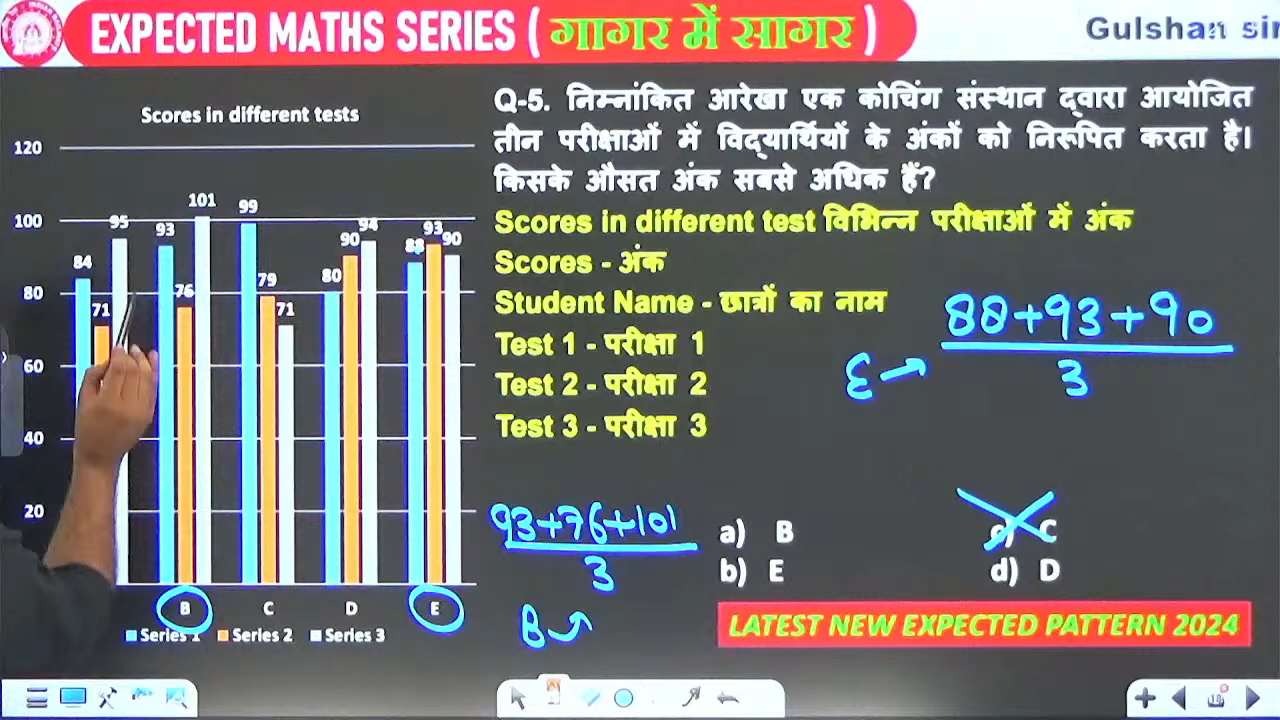 EXPECTED MATHS SERIES ( गागर में सागर )
Gulshan sir
Scores in different tests
120
100
80
60
40
20
84
71
95
93
76
101
99
79
71
80
90
94
88
93
90
B
C
D
E
Series 1
Series 2
Series 3
Q-5. निम्नांकित आरेखा एक कोचिंग संस्थान द्वारा आयोजित
तीन परीक्षाओं में विद्यार्थियों के अंकों को निरूपित करता है।
किसके औसत अंक सबसे अधिक हैं?
Scores in different test विभिन्न परीक्षाओं में अंक
Scores - अंक
Student Name - छात्रों का नाम
Test 1 - परीक्षा 1
Test 2 - परीक्षा 2
Test 3 - परीक्षा 3
88+93+90
E → 3
93+76+101
3
B
a) B
c) C
b) E
d) D
LATEST NEW EXPECTED PATTERN 2024
18